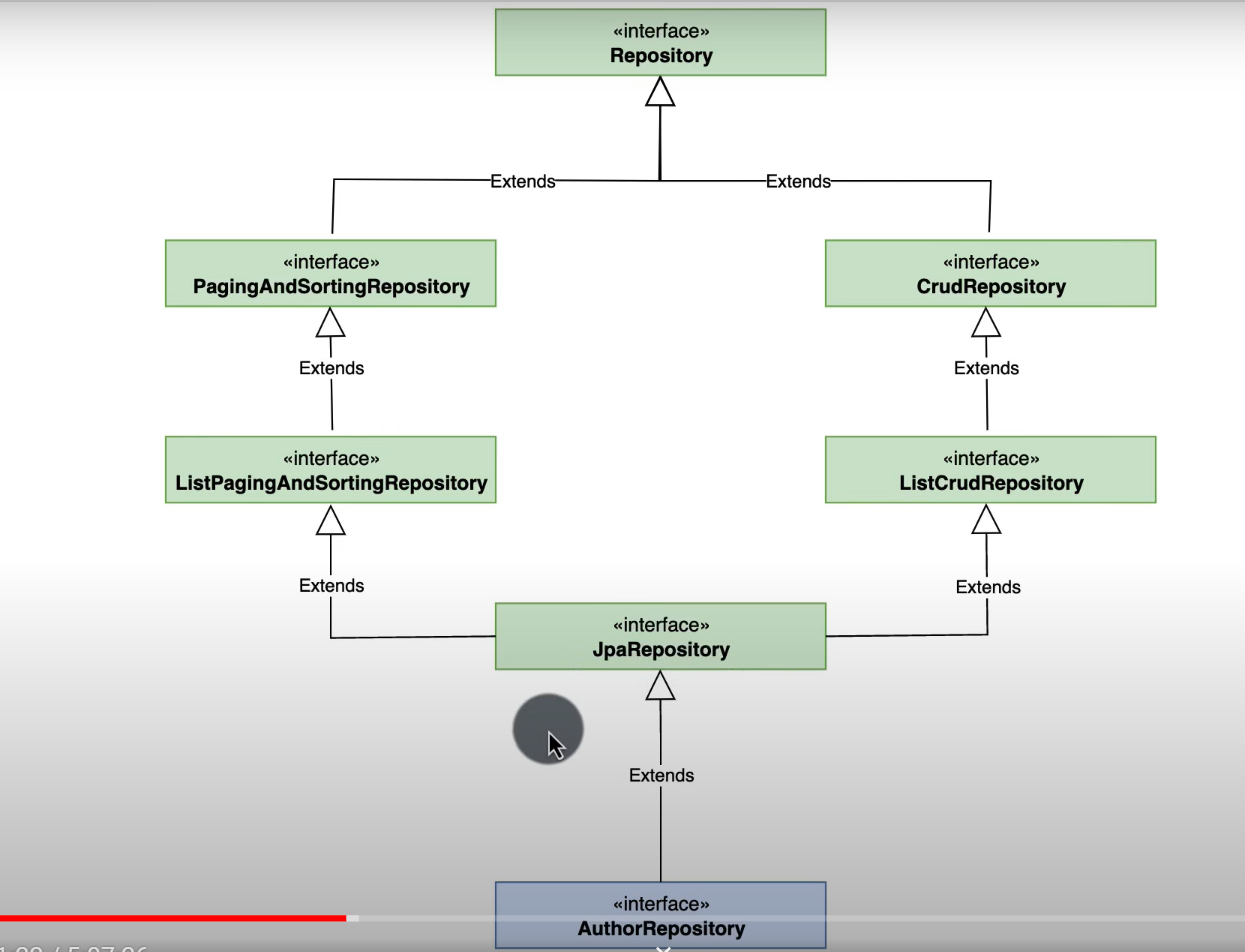 «interface»
Repository
Extends
Extends
«interface»
PagingAndSortingRepository
«interface»
CrudRepository
Extends
Extends
«interface»
ListPagingAndSortingRepository
«interface»
ListCrudRepository
Extends
Extends
«interface»
JpaRepository
Extends
«interface»
AuthorRepository